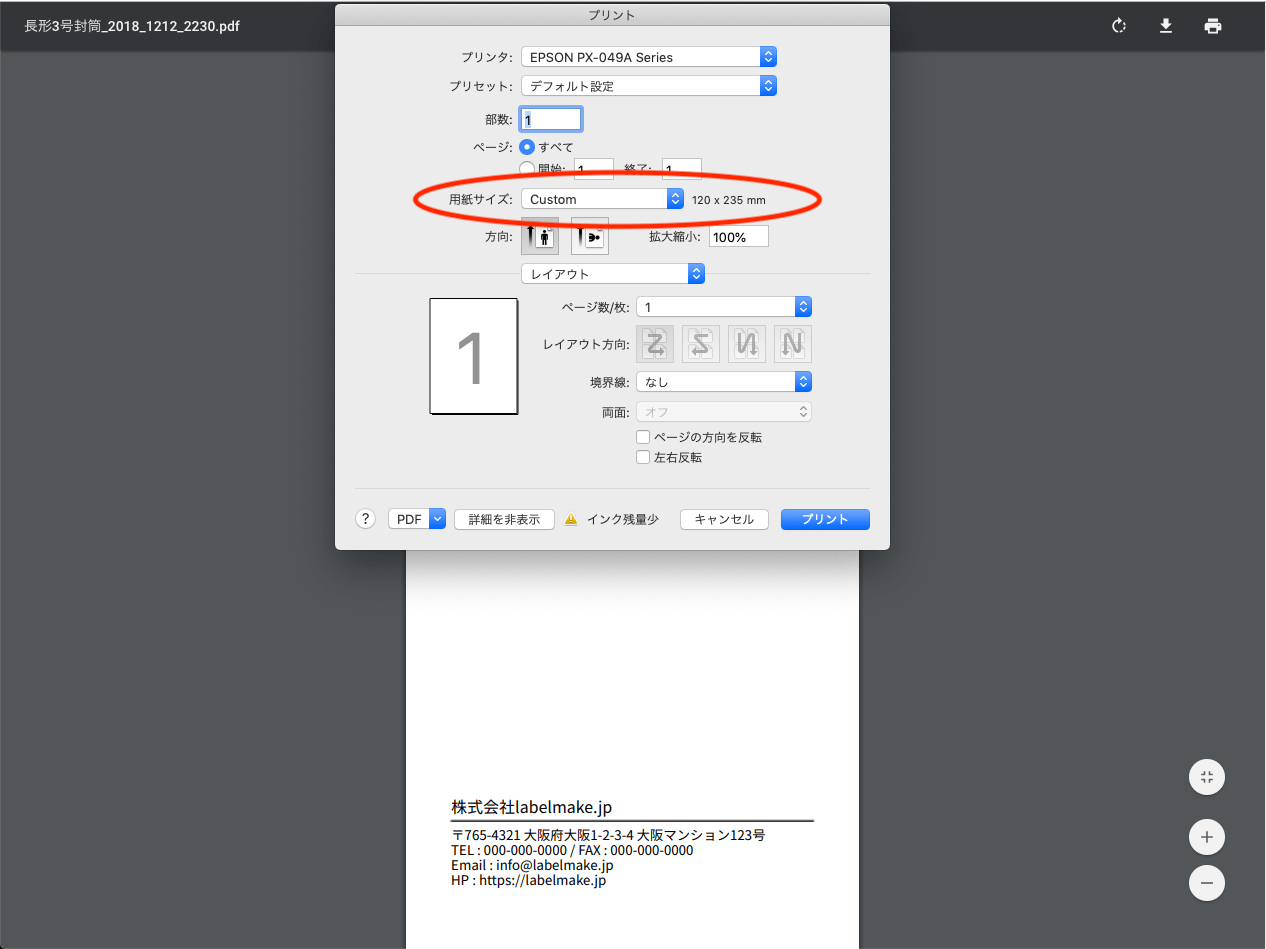 長形3号封筒_2018_1212_2230.pdf
プリント
プリンタ: EPSON PX-049A Series
プリセット: デフォルト設定
部数: 1
ページ: すべて
開始: 1 終了: 1
用紙サイズ: Custom 120 x 235 mm
方向: 拡大縮小: 100%
レイアウト
ページ数/枚: 1
1
レイアウト方向:
境界線: なし
両面: オフ
ページの方向を反転
左右反転
? PDF 詳細を非表示 インク残量少 キャンセル プリント
株式会社labelmake.jp
〒765-4321 大阪府大阪1-2-3-4 大阪マンション123号
TEL : 000-000-0000 / FAX : 000-000-0000
Email : info@labelmake.jp
HP : https://labelmake.jp